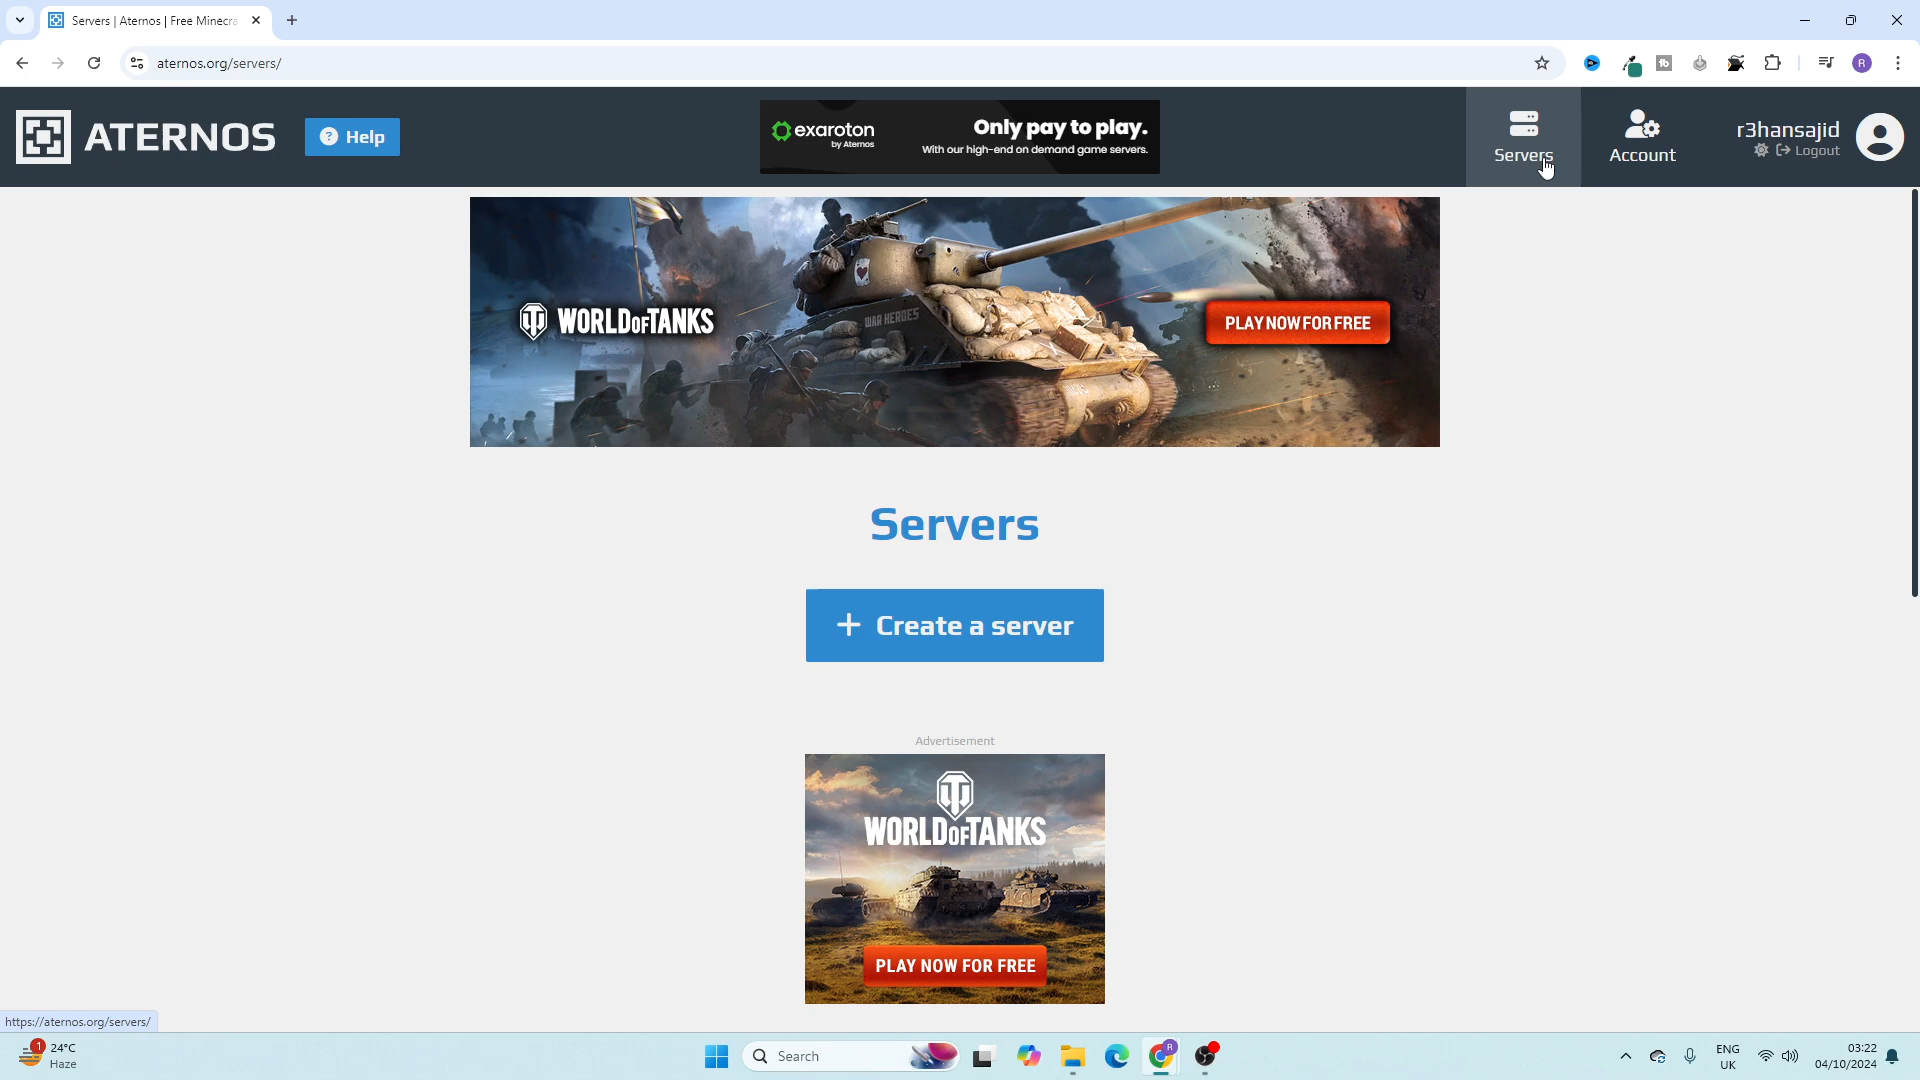 Servers | Aternos | Free Minecra
aternos.org/servers/
R
ATERNOS
? Help
exaroton
by Aternos
Only pay to play.
With our high-end on demand game servers.
Servers
Account
r3hansajid
Logout
WORLD OF TANKS
WAR HEROES
PLAY NOW FOR FREE
Servers
+ Create a server
Advertisement
WORLD OF TANKS
PLAY NOW FOR FREE
https://aternos.org/servers/
1
24°C
Haze
Search
R
ENG
UK
03:22
04/10/2024